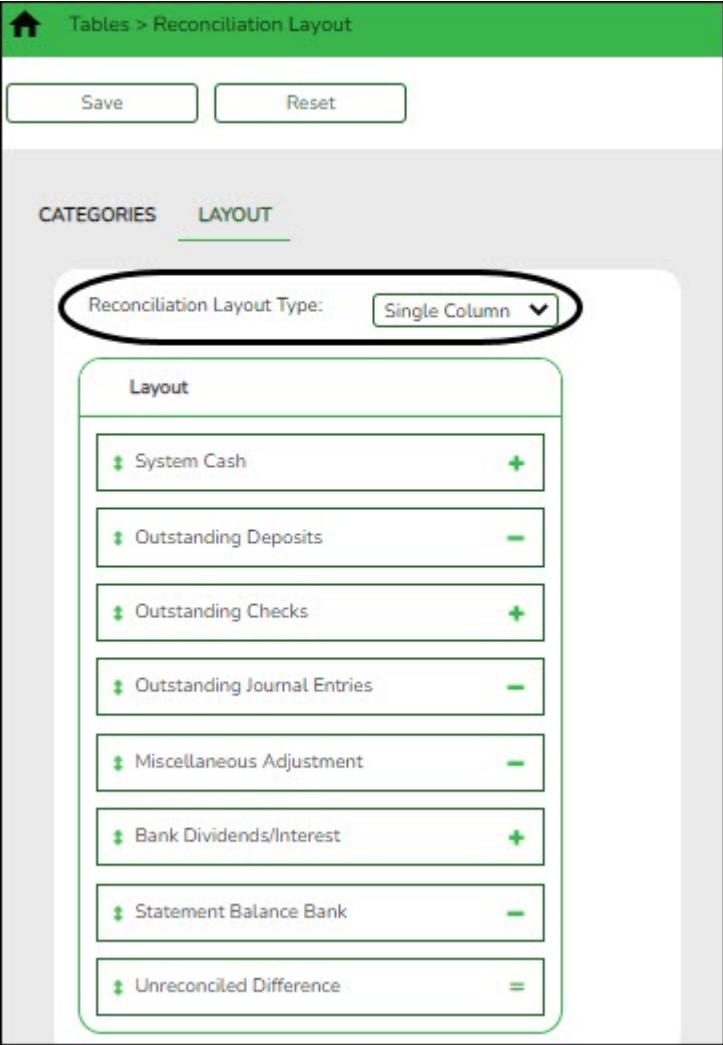 Tables > Reconciliation Layout
Save Reset
CATEGORIES LAYOUT
Reconciliation Layout Type: Single Column
Layout
System Cash +
Outstanding Deposits −
Outstanding Checks +
Outstanding Journal Entries −
Miscellaneous Adjustment −
Bank Dividends/Interest +
Statement Balance Bank −
Unreconciled Difference =